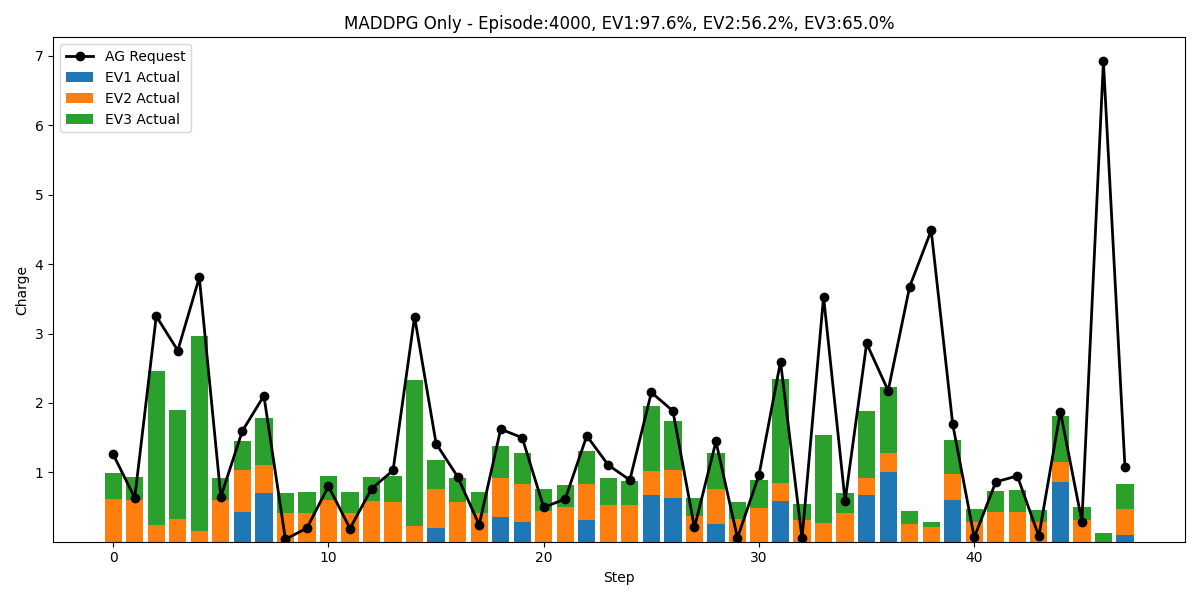 MADDPG Only - Episode:4000, EV1:97.6%, EV2:56.2%, EV3:65.0%
AG Request
EV1 Actual
EV2 Actual
EV3 Actual
7
6
5
4
3
2
1
Charge
0 10 20 30 40
Step